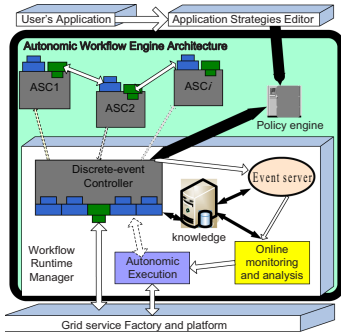 User's Application
Application Strategies Editor
Autonomic Workflow Engine Architecture
ASC1
ASC2
ASCi
Policy engine
Discrete-event
Controller
Event server
knowledge
Workflow
Runtime
Manager
Autonomic
Execution
Online
monitoring
and analysis
Grid service Factory and platform